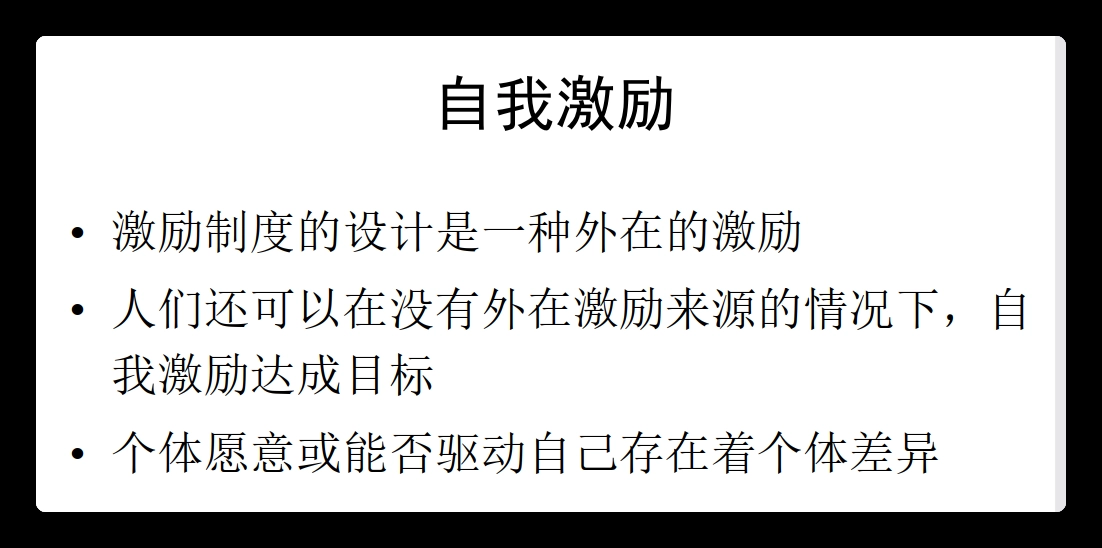 自我激励
• 激励制度的设计是一种外在的激励
• 人们还可以在没有外在激励来源的情况下，自
我激励达成目标
• 个体愿意或能否驱动自己存在着个体差异